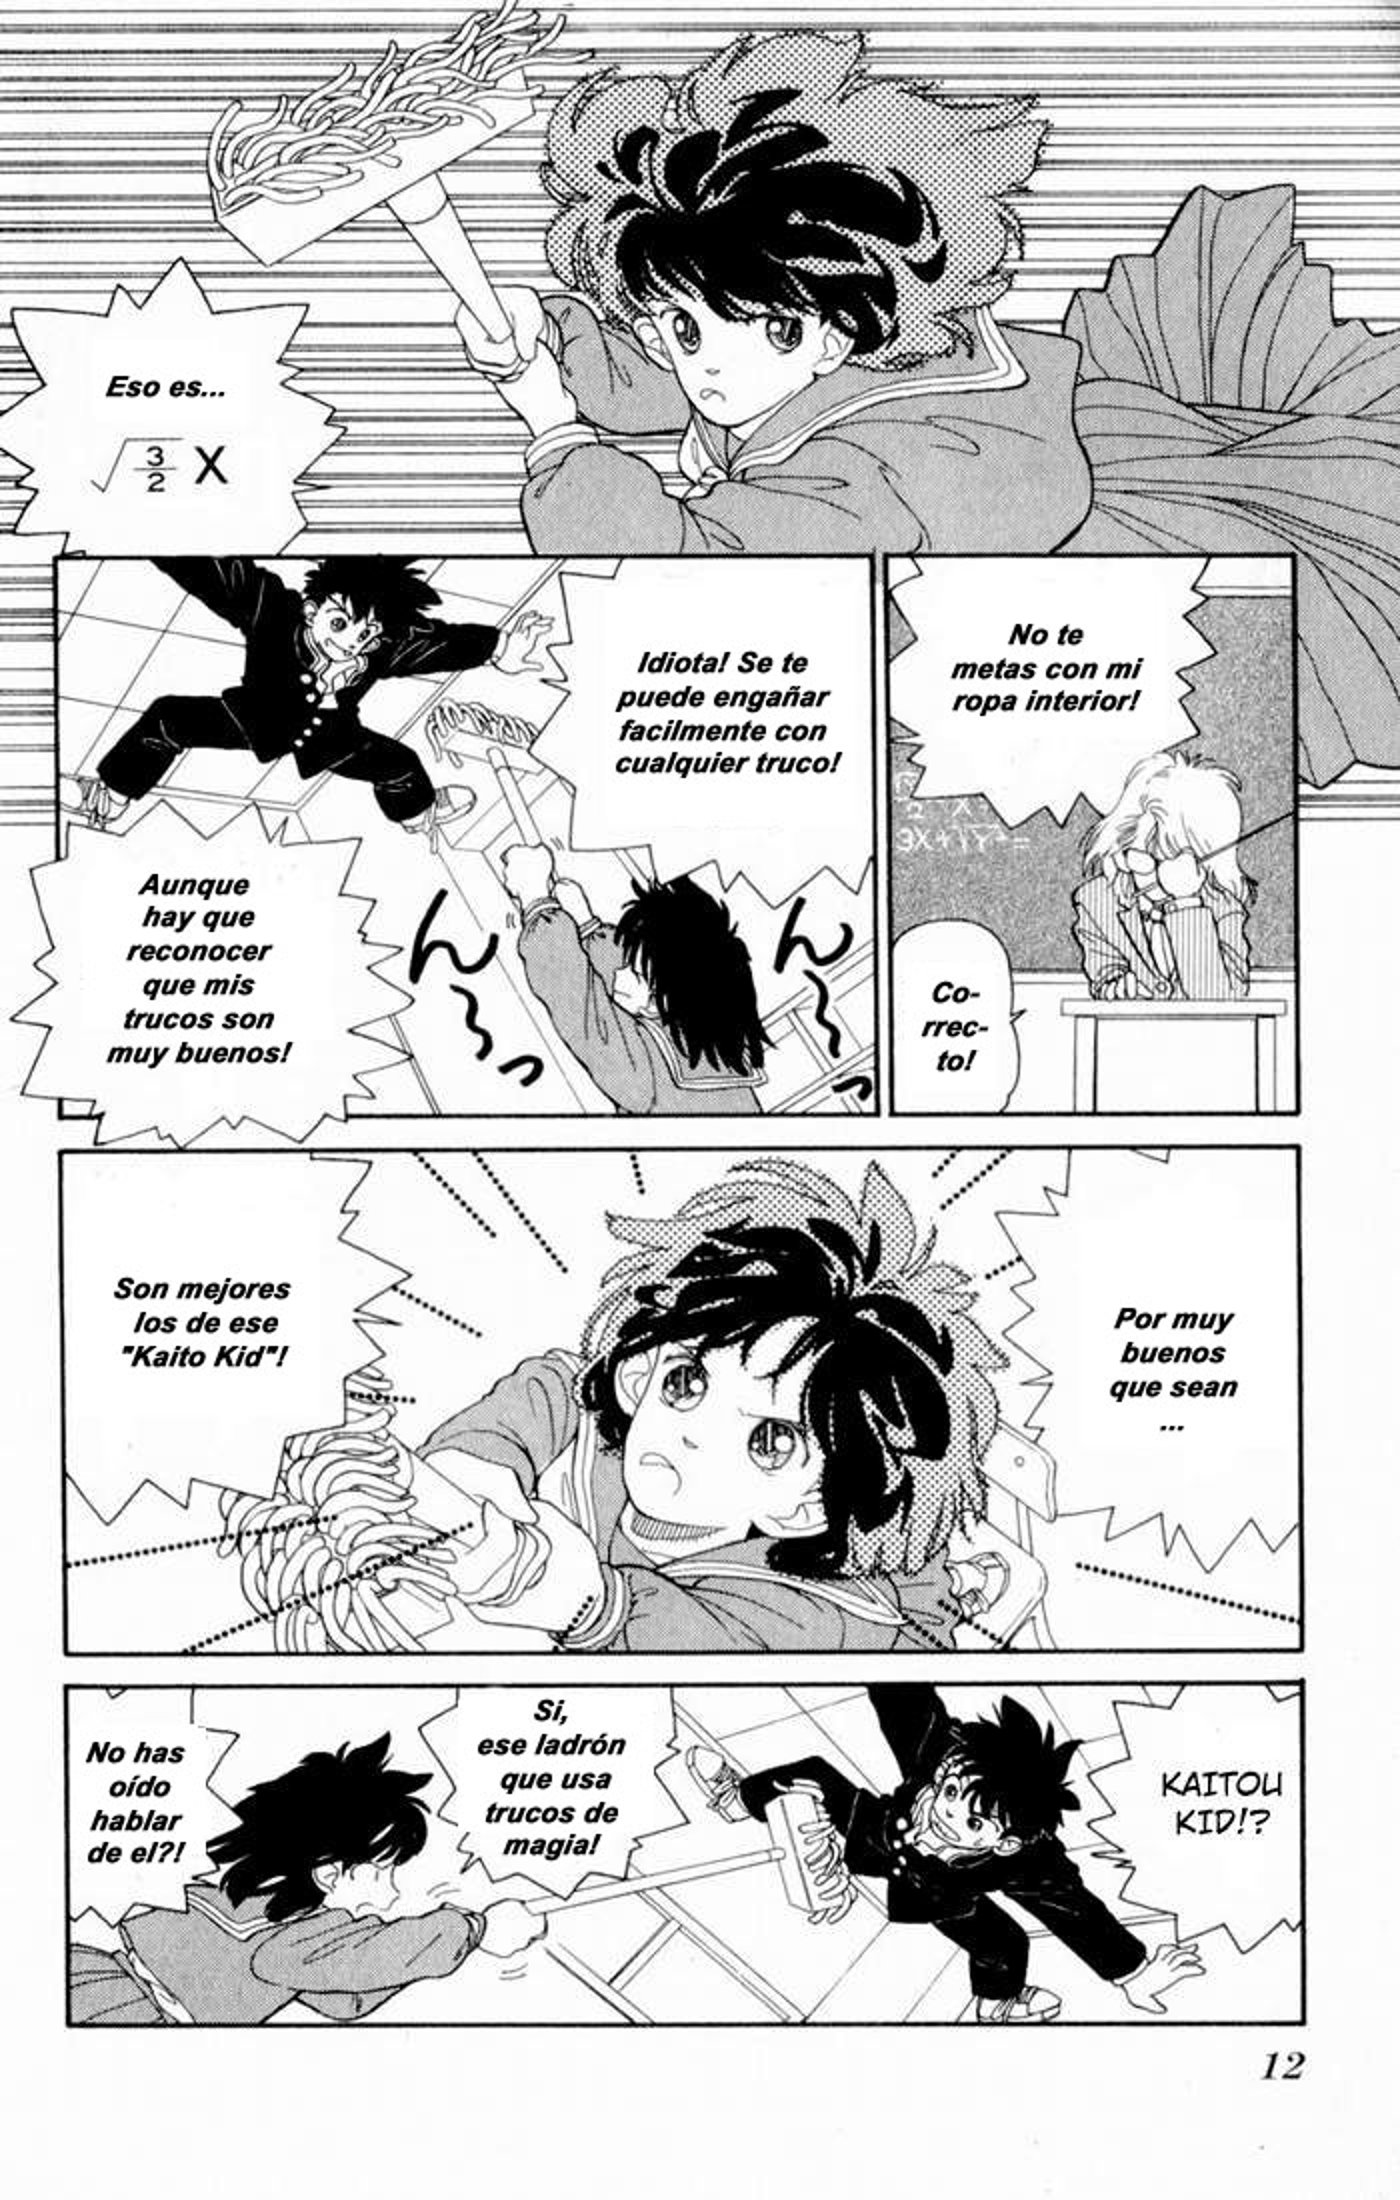 Eso es...
√3/2 X
No te
metas con mi
ropa interior!
Co-
rrec-
to!
Idiota! Se te
puede engañar
facilmente con
cualquier truco!
Aunque
hay que
reconocer
que mis
trucos son
muy buenos!
ん〜っ
ん〜っ
Por muy
buenos
que sean
...
Son mejores
los de ese
"Kaito Kid"!
KAITOU
KID!?
Si,
ese ladrón
que usa
trucos de
magia!
No has
oído
hablar
de el?!
12